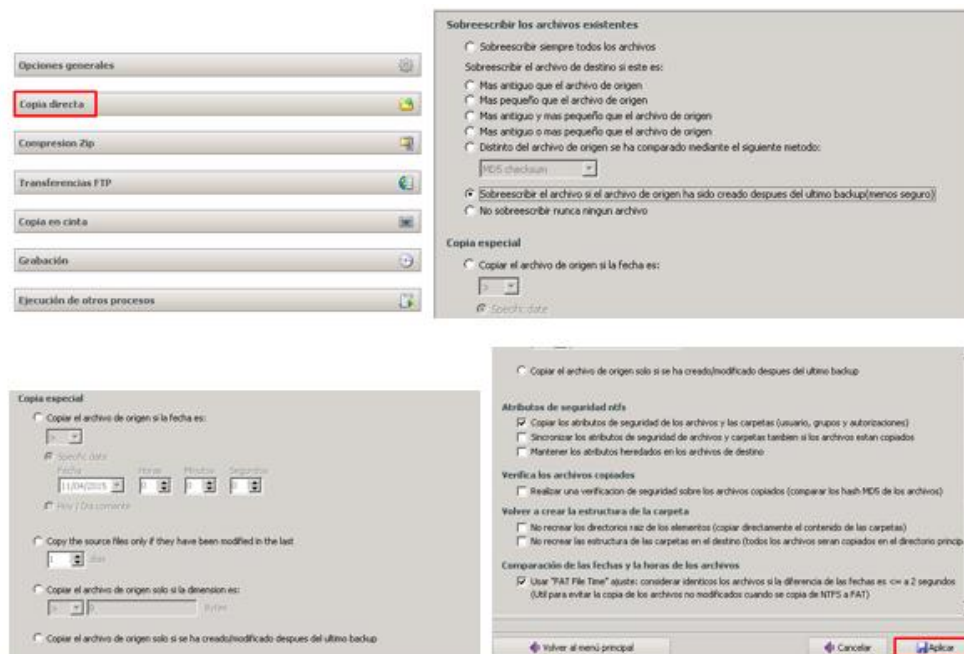 Opciones generales
Copia directa
Compresion Zip
Transferencias FTP
Copia en cinta
Grabación
Ejecución de otros procesos
Sobreescribir los archivos existentes
Sobreescribir siempre todos los archivos
Sobreescribir el archivo de destino si este es:
Mas antiguo que el archivo de origen
Mas pequeño que el archivo de origen
Mas antiguo y mas pequeño que el archivo de origen
Mas antiguo o mas pequeño que el archivo de origen
Distinto del archivo de origen se ha comparado mediante el siguiente metodo:
MD5 checksum
Sobreescribir el archivo si el archivo de origen ha sido creado despues del ultimo backup(menos seguro)
No sobreescribir nunca ningun archivo
Copia especial
Copiar el archivo de origen si la fecha es:
>
Specific date
Copia especial
Copiar el archivo de origen si la fecha es:
>
Specific date
Fecha Horas Minutos Segundos
11/04/2015 0 0 0
Hoy / Dia corriente
Copy the source files only if they have been modified in the last
1 dias
Copiar el archivo de origen solo si la dimension es:
> 0 Bytes
Copiar el archivo de origen solo si se ha creado/modificado despues del ultimo backup
Copiar el archivo de origen solo si se ha creado/modificado despues del ultimo backup
Atributos de seguridad ntfs
Copiar los atributos de seguridad de los archivos y las carpetas (usuario, grupos y autorizaciones)
Sincronizar los atributos de seguridad de archivos y carpetas tambien si los archivos estan copiados
Mantener los atributos heredados en los archivos de destino
Verifica los archivos copiados
Realizar una verificacion de seguridad sobre los archivos copiados (comparar los hash MD5 de los archivos)
Volver a crear la estructura de la carpeta
No recrear los directorios raiz de los elementos (copiar directamente el contenido de las carpetas)
No recrear las estructura de las carpetas en el destino (todos los archivos seran copiados en el directorio princip
Comparación de las fechas y la horas de los archivos
Usar "FAT File Time" ajuste: considerar identicos los archivos si la diferencia de las fechas es <= a 2 segundos
(Util para evitar la copia de los archivos no modificados cuando se copia de NTFS a FAT)
Volver al menú principal
Cancelar
Aplicar